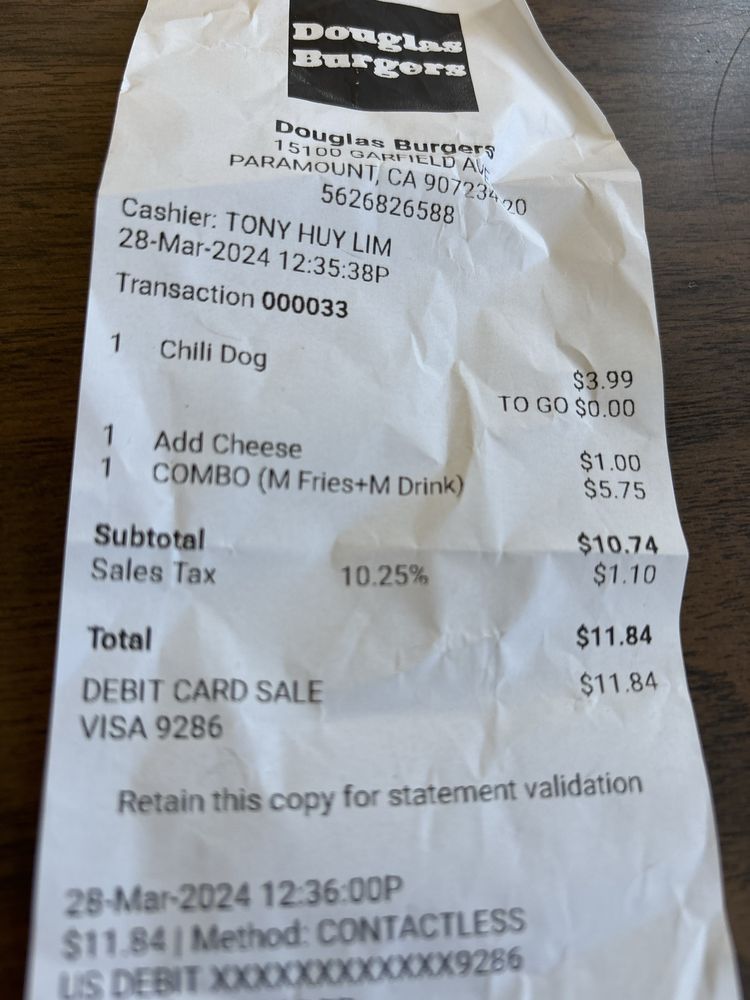 Douglas
Burgers
Douglas Burgers
15100 GARFIELD AVE
PARAMOUNT, CA 907233420
5626826588
Cashier: TONY HUY LIM
28-Mar-2024 12:35:38P
Transaction 000033
1 Chili Dog
$3.99
TO GO $0.00
1 Add Cheese $1.00
1 COMBO (M Fries+M Drink) $5.75
Subtotal $10.74
Sales Tax 10.25% $1.10
Total $11.84
DEBIT CARD SALE $11.84
VISA 9286
Retain this copy for statement validation
28-Mar-2024 12:36:00P
$11.84 | Method: CONTACTLESS
US DEBIT XXXXXXXXXXXX9286